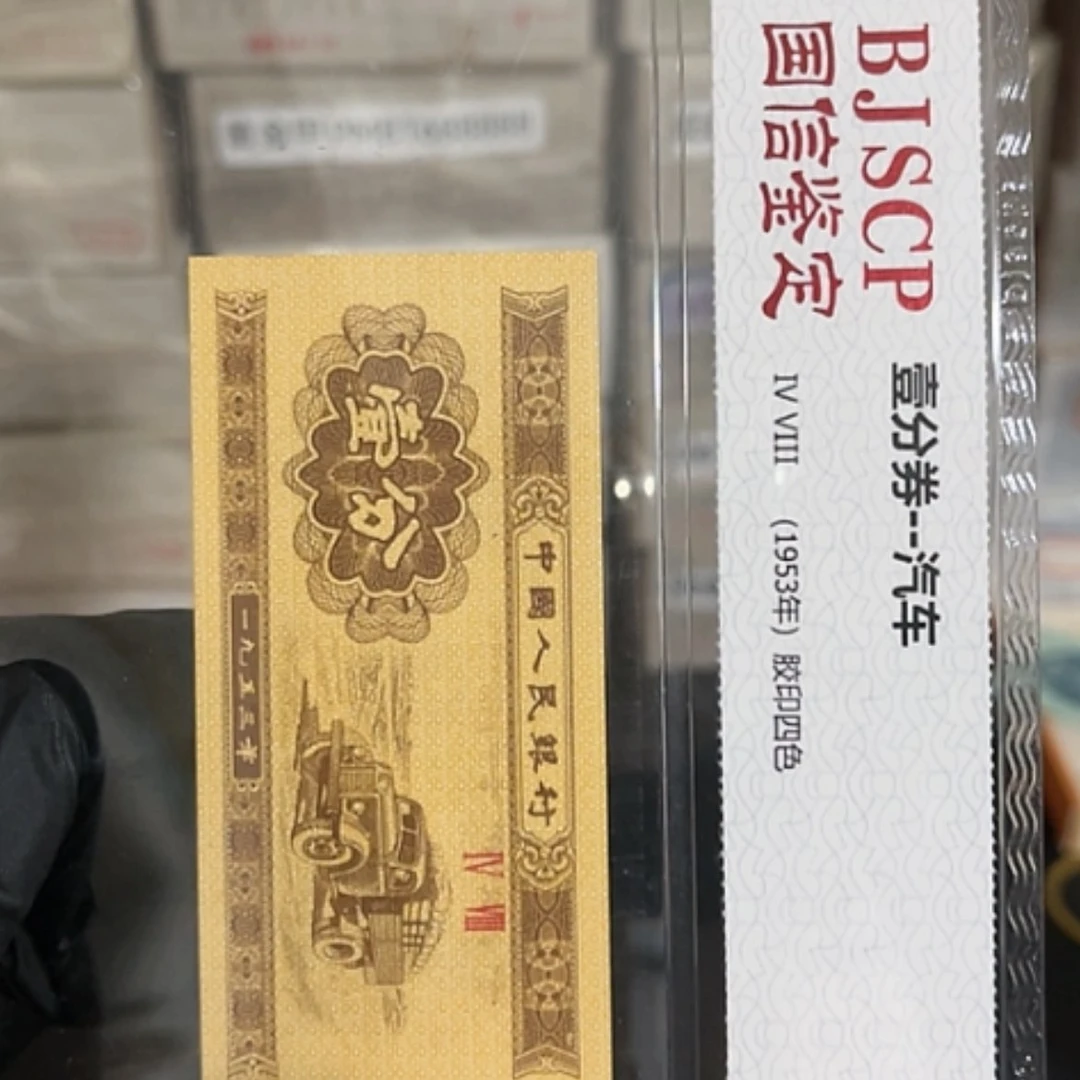 BJSCP 壹分券--汽车
国信鉴定 IV VIII (1953年) 胶印四色
中國人民銀行
IV VIII
壹分
一九五三年